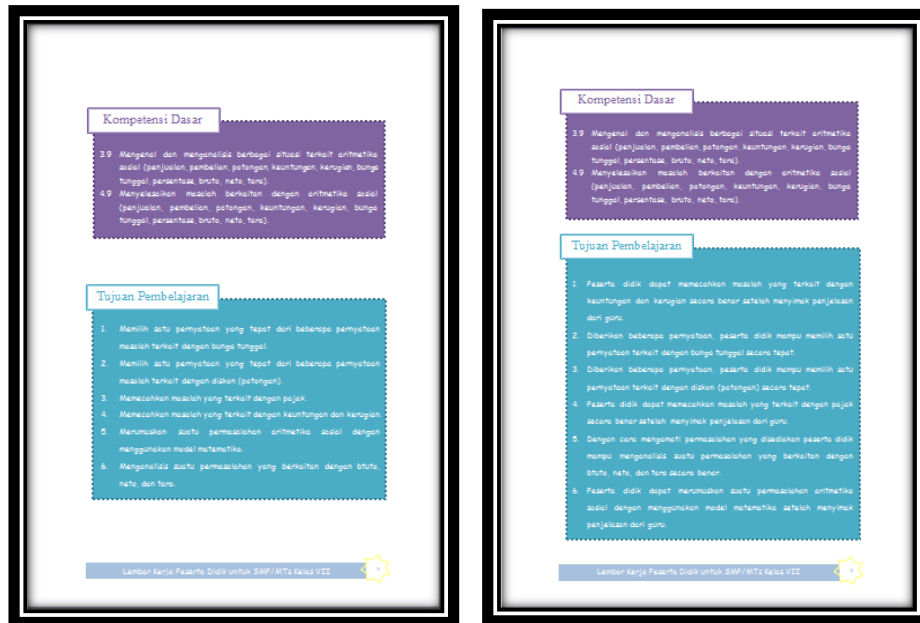 Kompetensi Dasar
3.9 Mengenal dan menganalisis berbagai situasi terkait aritmetika
sosial (penjualan, pembelian, potongan, keuntungan, kerugian, bunga
tunggal, persentase, bruto, neto, tara).
4.9 Menyelesaikan masalah berkaitan dengan aritmetika sosial
(penjualan, pembelian, potongan, keuntungan, kerugian, bunga
tunggal, persentase, bruto, neto, tara).
Tujuan Pembelajaran
1. Memilih satu pernyataan yang tepat dari beberapa pernyataan
masalah terkait dengan bunga tunggal.
2. Memilih satu pernyataan yang tepat dari beberapa pernyataan
masalah terkait dengan diskon (potongan).
3. Memecahkan masalah yang terkait dengan pajak.
4. Memecahkan masalah yang terkait dengan keuntungan dan kerugian.
5. Merumuskan suatu permasalahan aritmetika sosial dengan
menggunakan model matematika.
6. Menganalisis suatu permasalahan yang berkaitan dengan btuto,
neto, dan tara.
Lembar Kerja Peserta Didik untuk SMP/MTs Kelas VII
Kompetensi Dasar
3.9 Mengenal dan menganalisis berbagai situasi terkait aritmetika
sosial (penjualan, pembelian, potongan, keuntungan, kerugian, bunga
tunggal, persentase, bruto, neto, tara).
4.9 Menyelesaikan masalah berkaitan dengan aritmetika sosial
(penjualan, pembelian, potongan, keuntungan, kerugian, bunga
tunggal, persentase, bruto, neto, tara).
Tujuan Pembelajaran
1. Peserta didik dapat memecahkan masalah yang terkait dengan
keuntungan dan kerugian secara benar setelah menyimak penjelasan
dari guru.
2. Diberikan beberapa pernyataan, peserta didik mampu memilih satu
pernyataan terkait dengan bunga tunggal secara tepat.
3. Diberikan beberapa pernyataan, peserta didik mampu memilih satu
pernyataan terkait dengan diskon (potongan) secara tepat.
4. Peserta didik dapat memecahkan masalah yang terkait dengan pajak
secara benar setelah menyimak penjelasan dari guru.
5. Dengan cara mengamati permasalahan yang disediakan peserta didik
mampu menganalisis suatu permasalahan yang berkaitan dengan
btuto, neto, dan tara secara benar.
6. Peserta didik dapat merumuskan suatu permasalahan aritmetika
sosial dengan menggunakan model matematika setelah menyimak
penjelasan dari guru.
Lembar Kerja Peserta Didik untuk SMP/MTs Kelas VII